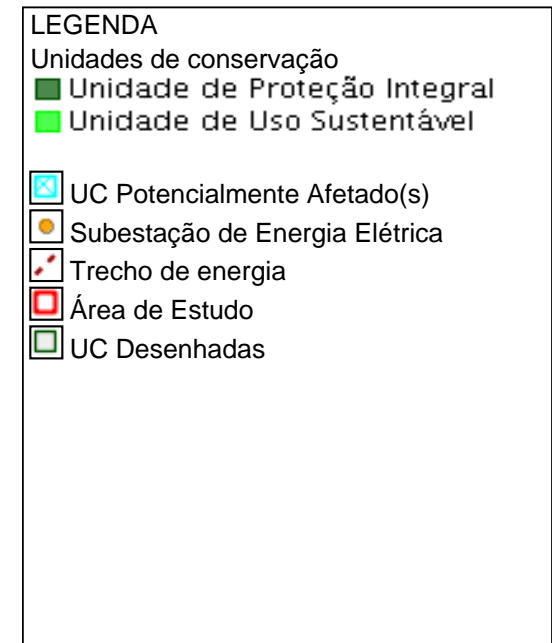 LEGENDA
Unidades de conservação
Unidade de Proteção Integral
Unidade de Uso Sustentável
UC Potencialmente Afetado(s)
Subestação de Energia Elétrica
Trecho de energia
Área de Estudo
UC Desenhadas